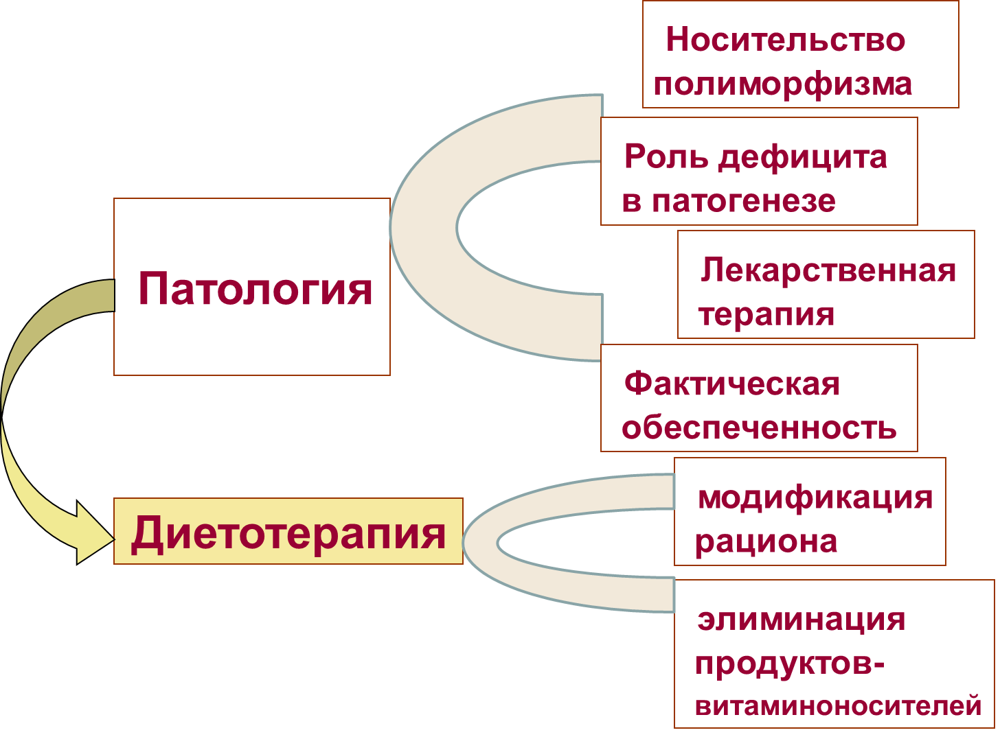 Носительство
полиморфизма
Роль дефицита
в патогенезе
Лекарственная
терапия
Патология
Фактическая
обеспеченность
модификация
рациона
Диетотерапия
элиминация
продуктов-
витаминоносителей